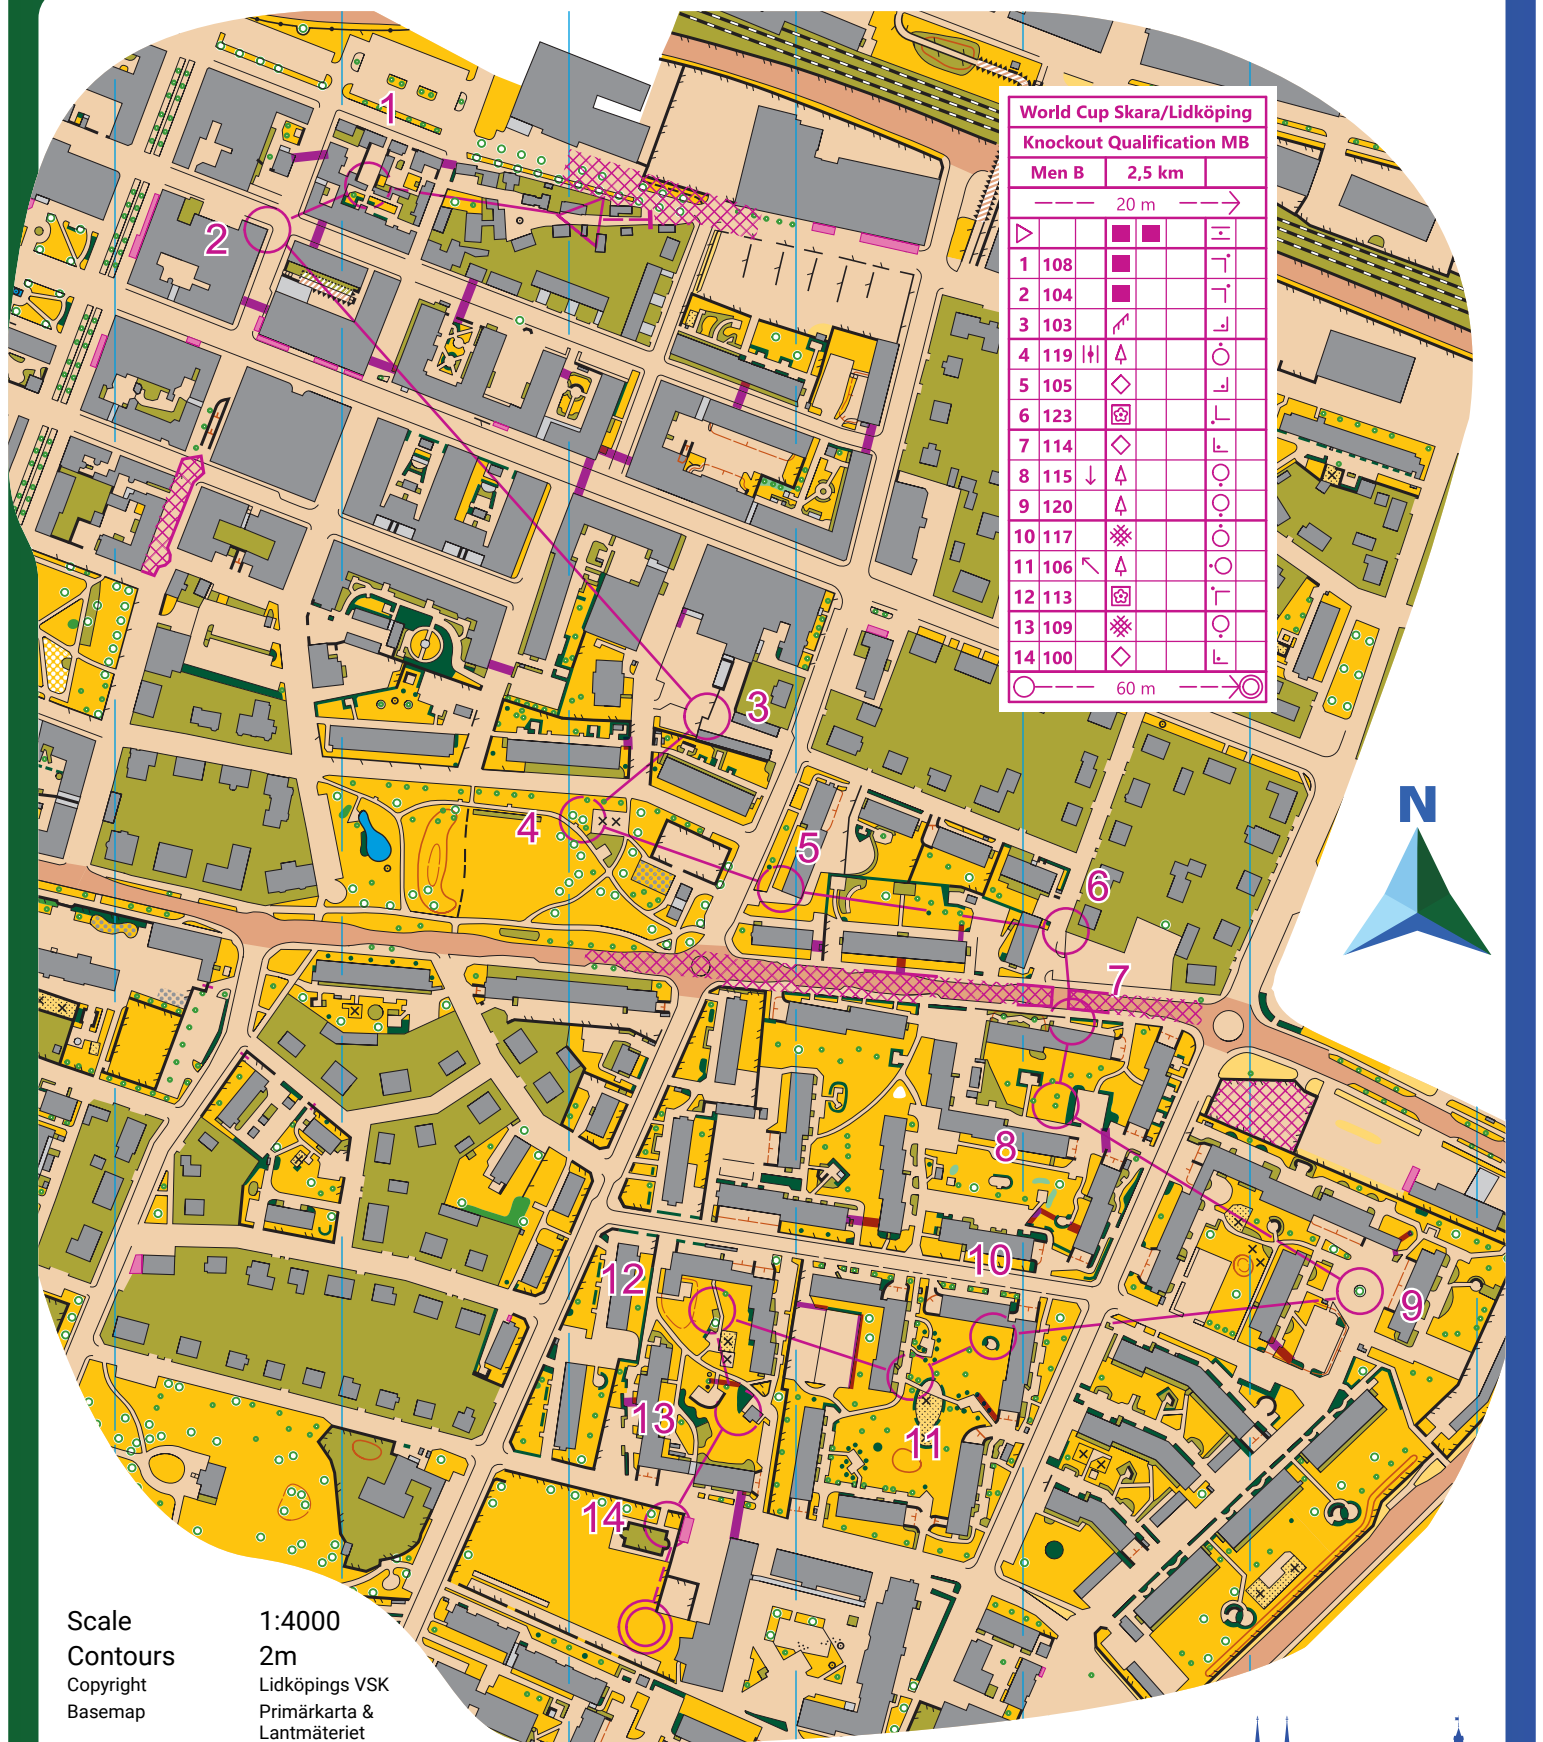 World Cup Skara/Lidköping
Knockout Qualification MB
Men B 2,5 km
20 m
1 108
2 104
3 103
4 119
5 105
6 123
7 114
8 115
9 120
10 117
11 106
12 113
13 109
14 100
60 m
1
2
3
4
5
6
7
8
9
10
11
12
13
14
N
Scale 1:4000
Contours 2m
Copyright Lidköpings VSK
Basemap Primärkarta &
Lantmäteriet